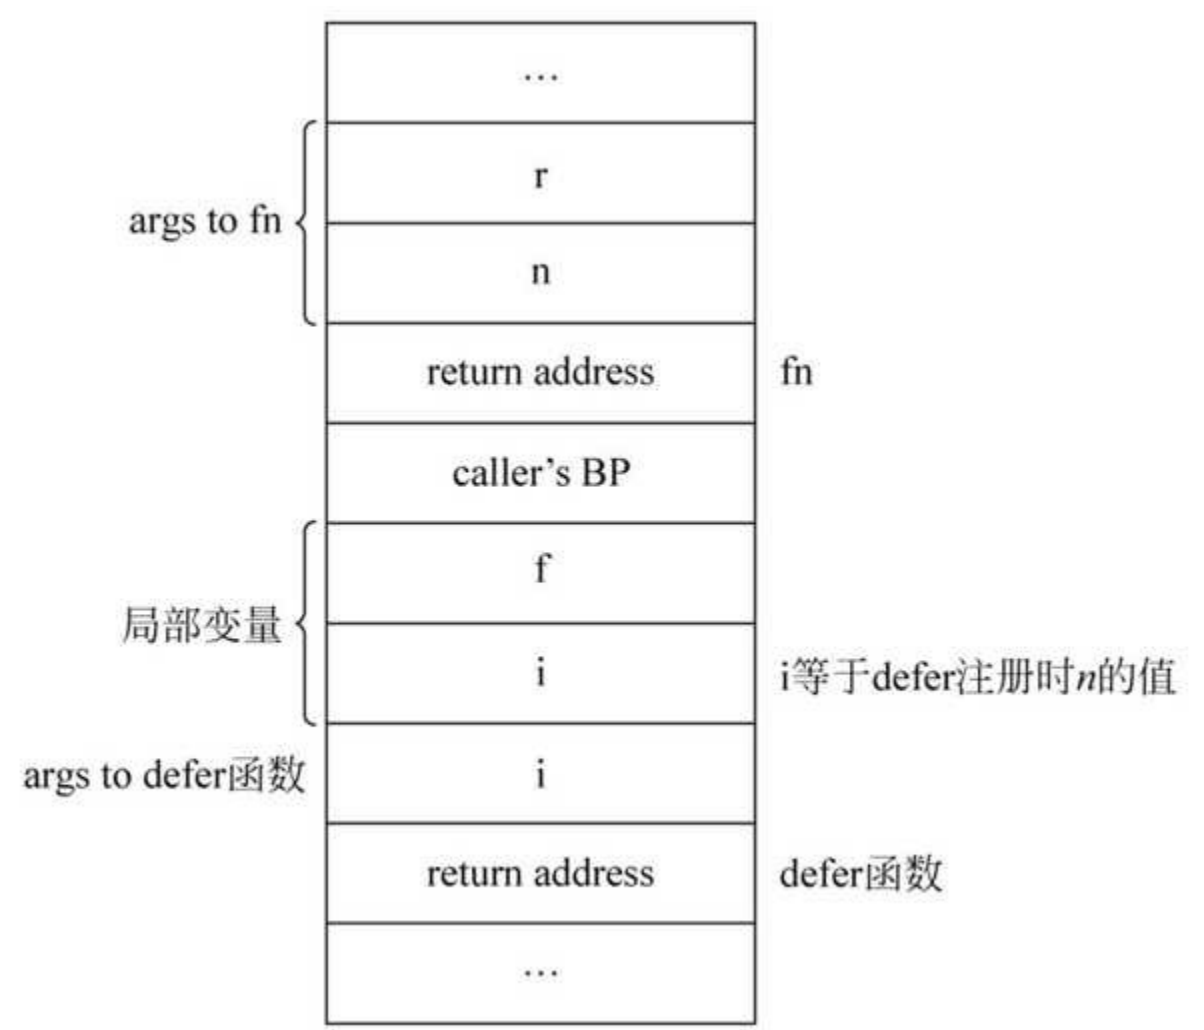 …
r
args to fn
n
return address
fn
caller’s BP
f
局部变量
i
i等于defer注册时n的值
args to defer函数
i
return address
defer函数
…